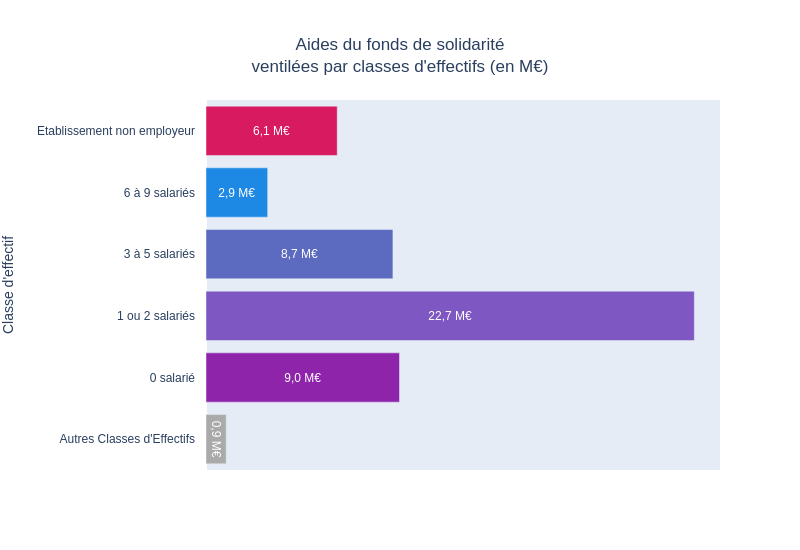 Aides du fonds de solidarité
ventilées par classes d'effectifs (en M€)
Classe d'effectif
Etablissement non employeur
6,1 M€
6 à 9 salariés
2,9 M€
3 à 5 salariés
8,7 M€
1 ou 2 salariés
22,7 M€
0 salarié
9,0 M€
Autres Classes d'Effectifs
0,9 M€